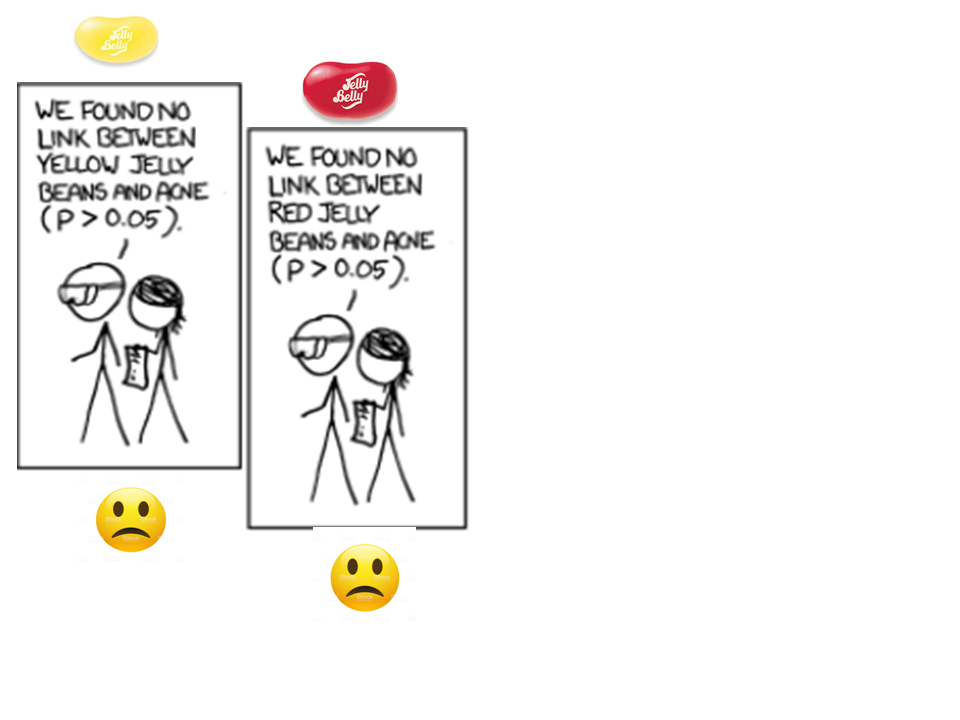 Jelly
Belly
WE FOUND NO
LINK BETWEEN
YELLOW JELLY
BEANS AND ACNE
(P > 0.05).
Jelly
Belly
WE FOUND NO
LINK BETWEEN
RED JELLY
BEANS AND ACNE
(P > 0.05).